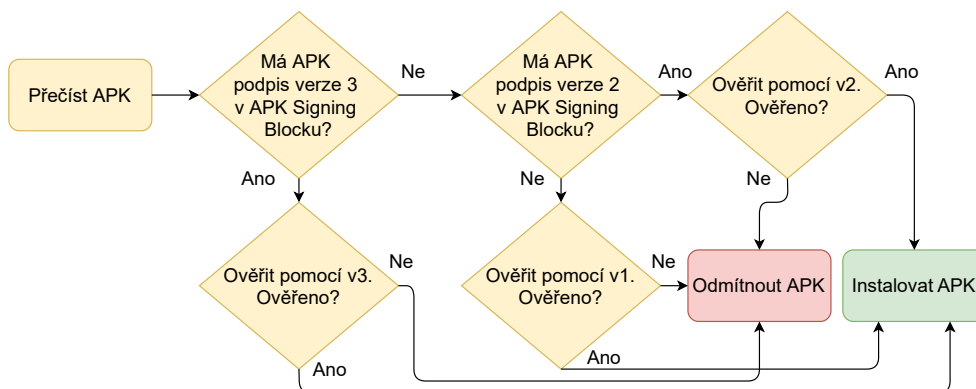 Přečíst APK
Má APK
podpis verze 3
v APK Signing
Blocku?
Ne
Má APK
podpis verze 2
v APK Signing
Blocku?
Ano
Ověřit pomocí v2.
Ověřeno?
Ano
Ano
Ne
Ne
Ověřit pomocí v3.
Ověřeno?
Ne
Ověřit pomocí v1.
Ověřeno?
Ne
Odmítnout APK
Instalovat APK
Ano
Ano